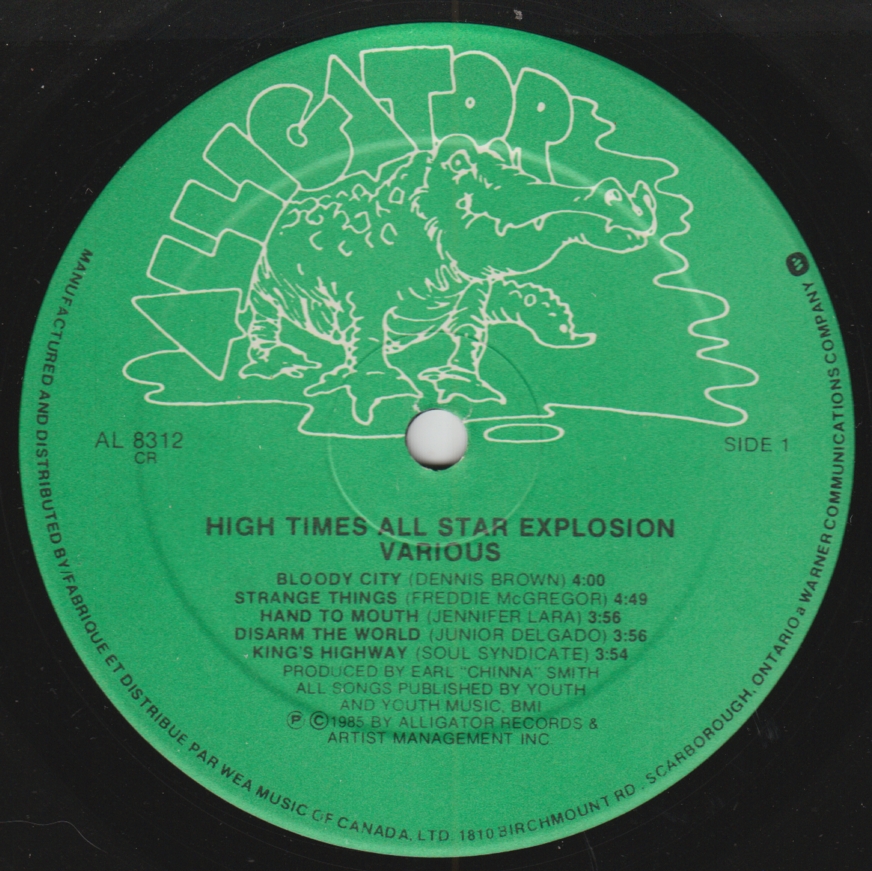 ALLIGATOR
AL 8312
CR
SIDE 1
HIGH TIMES ALL STAR EXPLOSION
VARIOUS
BLOODY CITY (DENNIS BROWN) 4:00
STRANGE THINGS (FREDDIE McGREGOR) 4:49
HAND TO MOUTH (JENNIFER LARA) 3:56
DISARM THE WORLD (JUNIOR DELGADO) 3:56
KING'S HIGHWAY (SOUL SYNDICATE) 3:54
PRODUCED BY EARL "CHINNA" SMITH
ALL SONGS PUBLISHED BY YOUTH
AND YOUTH MUSIC, BMI
Ⓟ ©1985 BY ALLIGATOR RECORDS &
ARTIST MANAGEMENT INC.
MANUFACTURED AND DISTRIBUTED BY/FABRIQUE ET DISTRIBUE PAR WEA MUSIC OF CANADA, LTD. 1810 BIRCHMOUNT RD., SCARBOROUGH, ONTARIO a WARNER COMMUNICATIONS COMPANY